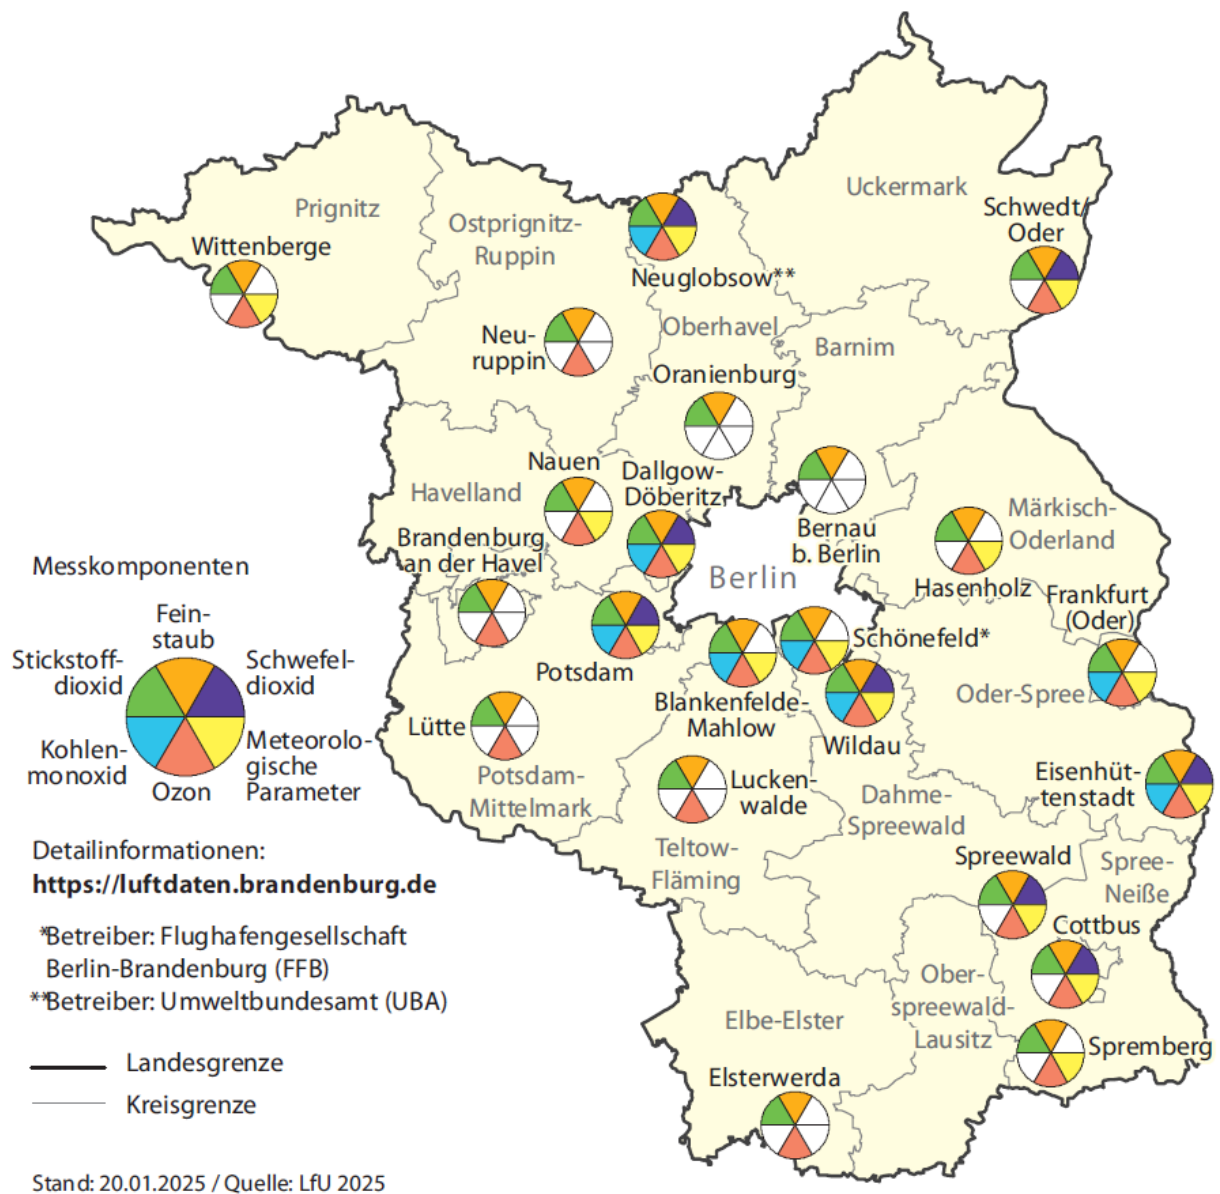 Uckermark
Schwedt/
Oder
Prignitz
Ostprignitz-
Ruppin
Wittenberge
Neuglobsow**
Neu-
ruppin
Oberhavel
Barnim
Oranienburg
Nauen
Dallgow-
Döberitz
Havelland
Brandenburg
an der Havel
Bernau
b. Berlin
Märkisch-
Oderland
Hasenholz
Berlin
Frankfurt
(Oder)
Messkomponenten
Fein-
staub
Stickstoff-
dioxid
Schwefel-
dioxid
Kohlen-
monoxid
Ozon
Meteorolo-
gische
Parameter
Potsdam
Schönefeld*
Blankenfelde-
Mahlow
Wildau
Oder-Spree
Lütte
Potsdam-
Mittelmark
Lucken-
walde
Dahme-
Spreewald
Eisenhüt-
tenstadt
Teltow-
Fläming
Spreewald
Spree-
Neiße
Cottbus
Detailinformationen:
https://luftdaten.brandenburg.de
*Betreiber: Flughafengesellschaft
Berlin-Brandenburg (FFB)
**Betreiber: Umweltbundesamt (UBA)
Elbe-Elster
Ober-
spreewald-
Lausitz
Spremberg
Elsterwerda
Landesgrenze
Kreisgrenze
Stand: 20.01.2025 / Quelle: LfU 2025